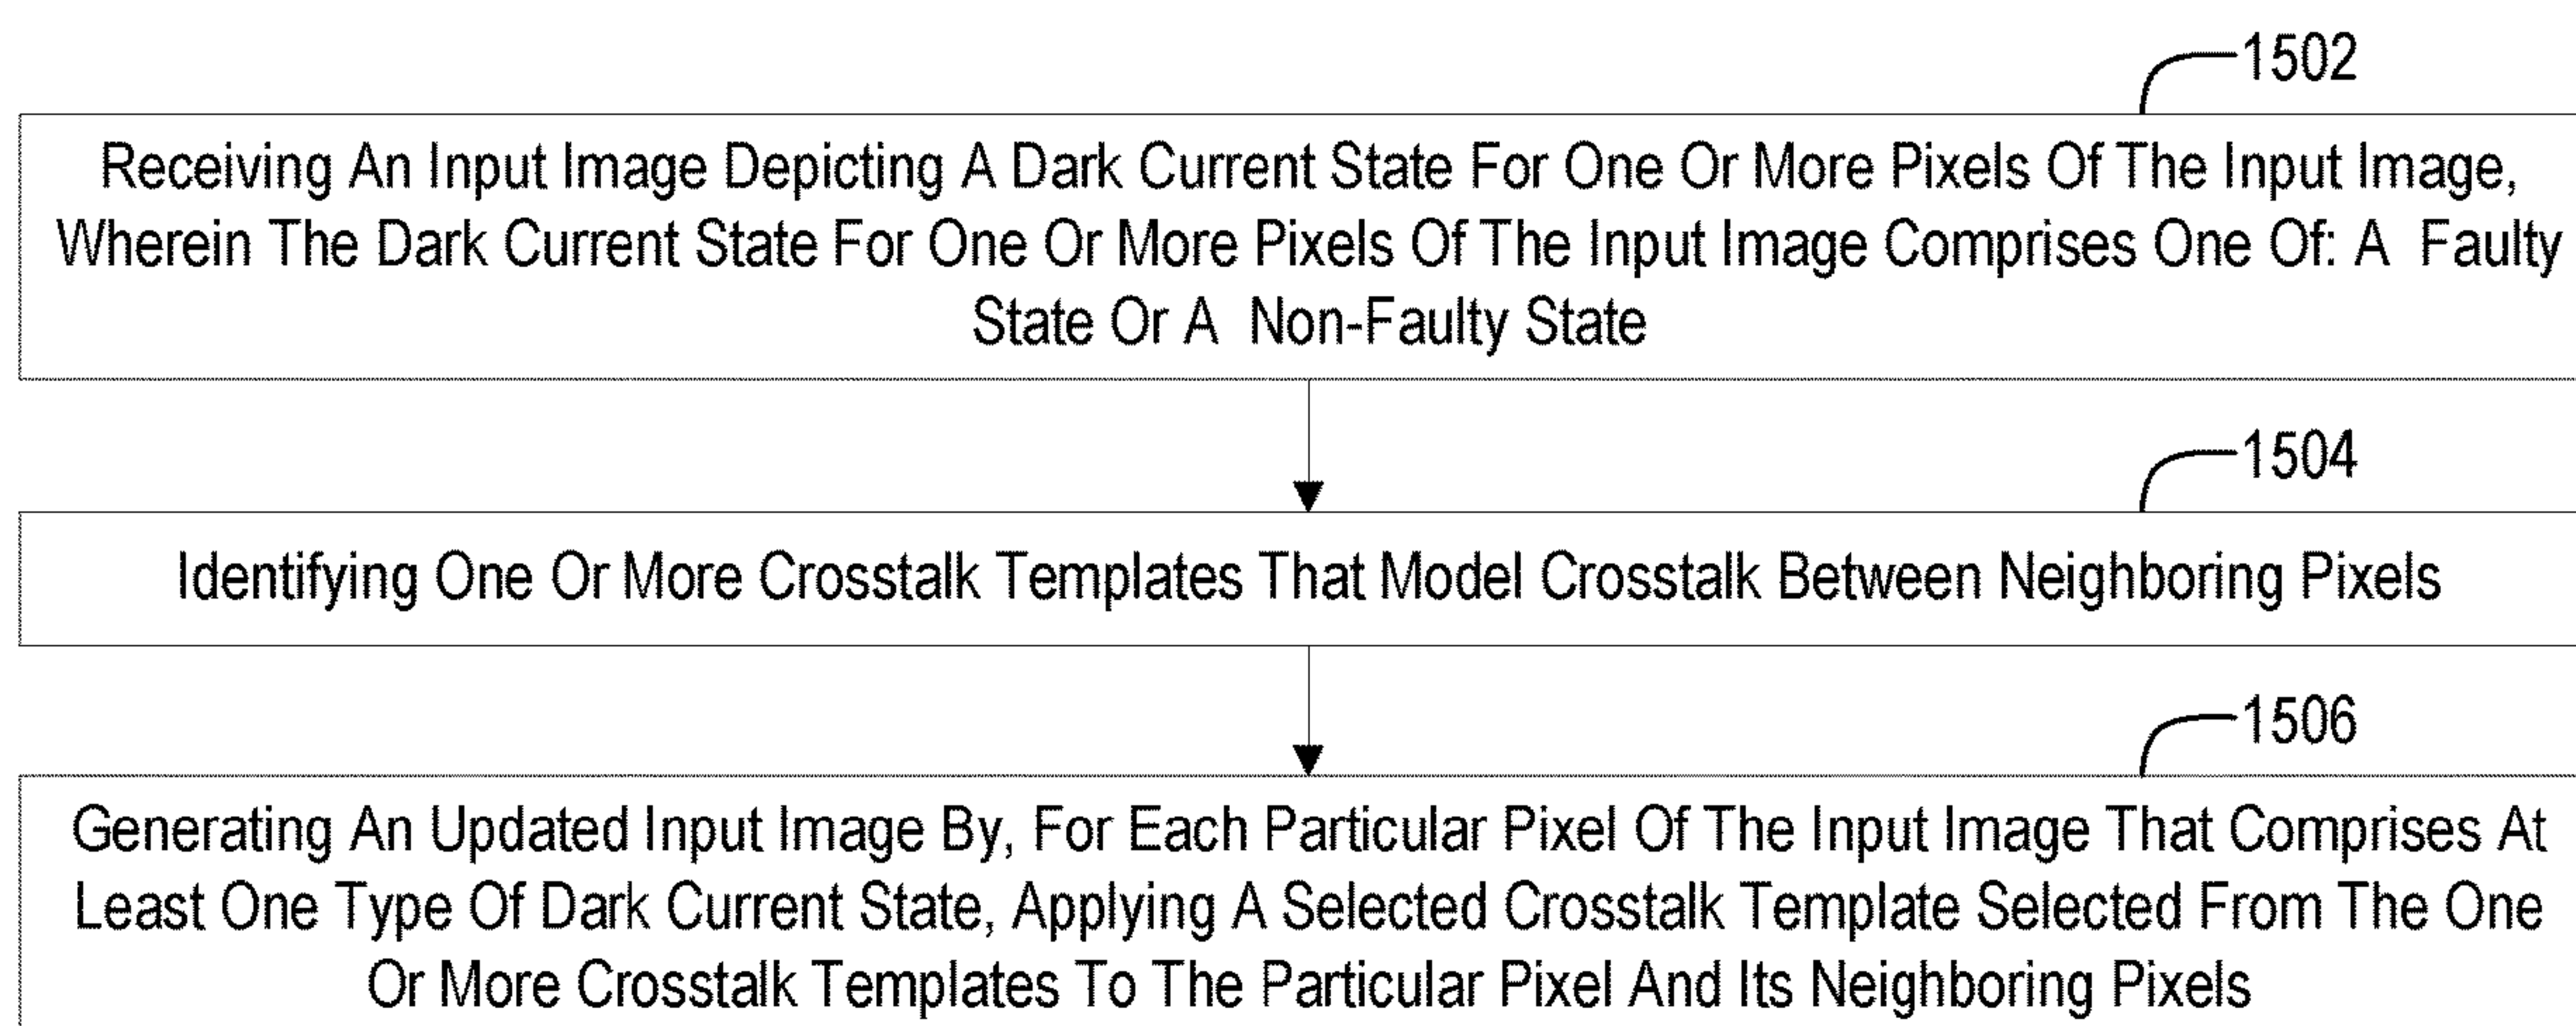 1502
Receiving An Input Image Depicting A Dark Current State For One Or More Pixels Of The Input Image,
Wherein The Dark Current State For One Or More Pixels Of The Input Image Comprises One Of: A  Faulty
State Or A  Non-Faulty State
1504
Identifying One Or More Crosstalk Templates That Model Crosstalk Between Neighboring Pixels
1506
Generating An Updated Input Image By, For Each Particular Pixel Of The Input Image That Comprises At
Least One Type Of Dark Current State, Applying A Selected Crosstalk Template Selected From The One
Or More Crosstalk Templates To The Particular Pixel And Its Neighboring Pixels